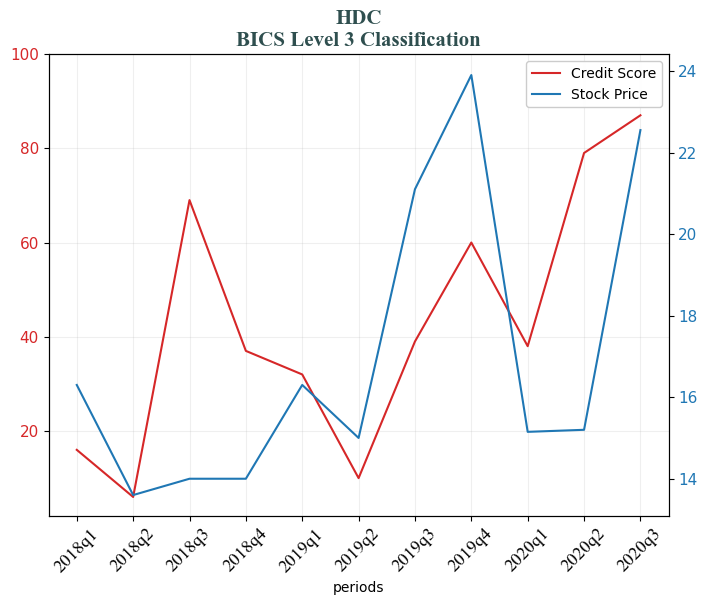 HDC
BICS Level 3 Classification
100
80
60
40
20
24
22
20
18
16
14
Credit Score
Stock Price
2018q1
2018q2
2018q3
2018q4
2019q1
2019q2
2019q3
2019q4
2020q1
2020q2
2020q3
periods